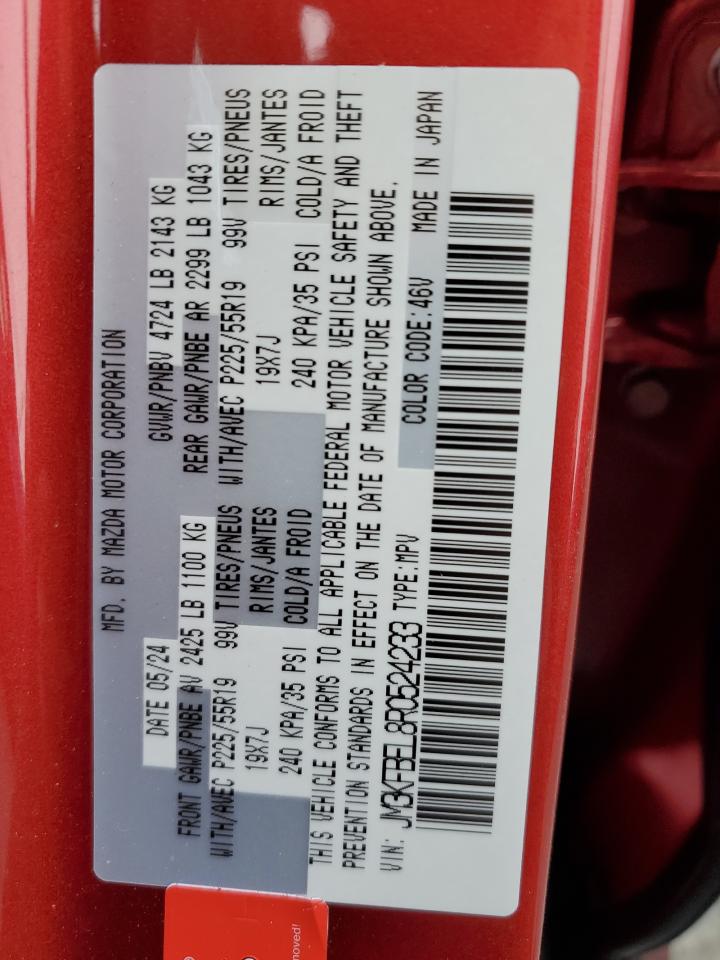 MFD. BY MAZDA MOTOR CORPORATION
DATE 05/24 GVWR/PNBV 4724 LB 2143 KG
FRONT GAWR/PNBE AV 2425 LB 1100 KG REAR GAWR/PNBE AR 2299 LB 1043 KG
WITH/AVEC P225/55R19 99V TIRES/PNEUS WITH/AVEC P225/55R19 99V TIRES/PNEUS
19X7J RIMS/JANTES 19X7J RIMS/JANTES
240 KPA/35 PSI COLD/A FROID 240 KPA/35 PSI COLD/A FROID
THIS VEHICLE CONFORMS TO ALL APPLICABLE FEDERAL MOTOR VEHICLE SAFETY AND THEFT
PREVENTION STANDARDS IN EFFECT ON THE DATE OF MANUFACTURE SHOWN ABOVE.
VIN: JM3KFBEL8R0524233 TYPE:MPV COLOR CODE:46V MADE IN JAPAN